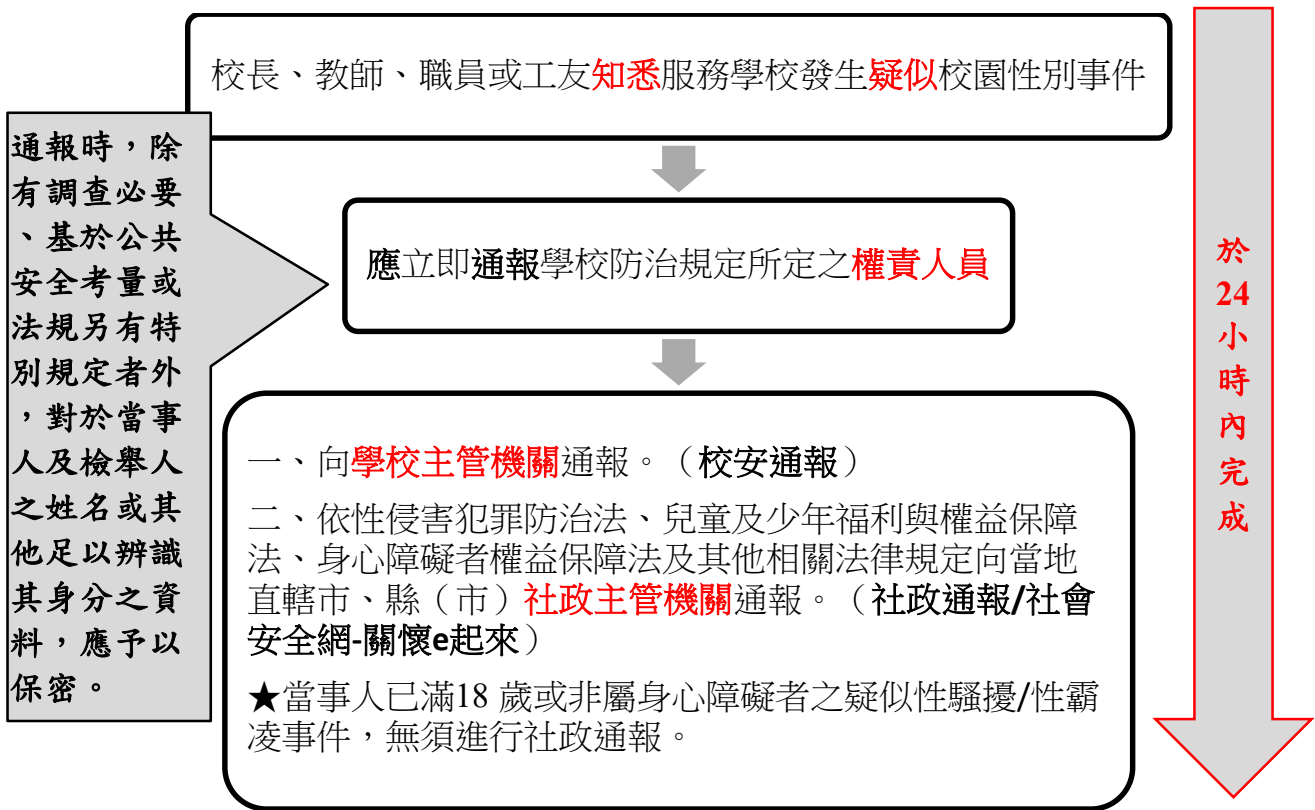 校長、教師、職員或工友知悉服務學校發生疑似校園性別事件
通報時，除
有調查必要
、基於公共
安全考量或
法規另有特
別規定者外
，對於當事
人及檢舉人
之姓名或其
他足以辨識
其身分之資
料，應予以
保密。
應立即通報學校防治規定所定之權責人員
一、向學校主管機關通報。（校安通報）
二、依性侵害犯罪防治法、兒童及少年福利與權益保障
法、身心障礙者權益保障法及其他相關法律規定向當地
直轄市、縣（市）社政主管機關通報。（社政通報/社會
安全網-關懷e起來）
★當事人已滿18 歲或非屬身心障礙者之疑似性騷擾/性霸
凌事件，無須進行社政通報。
於
24
小
時
內
完
成